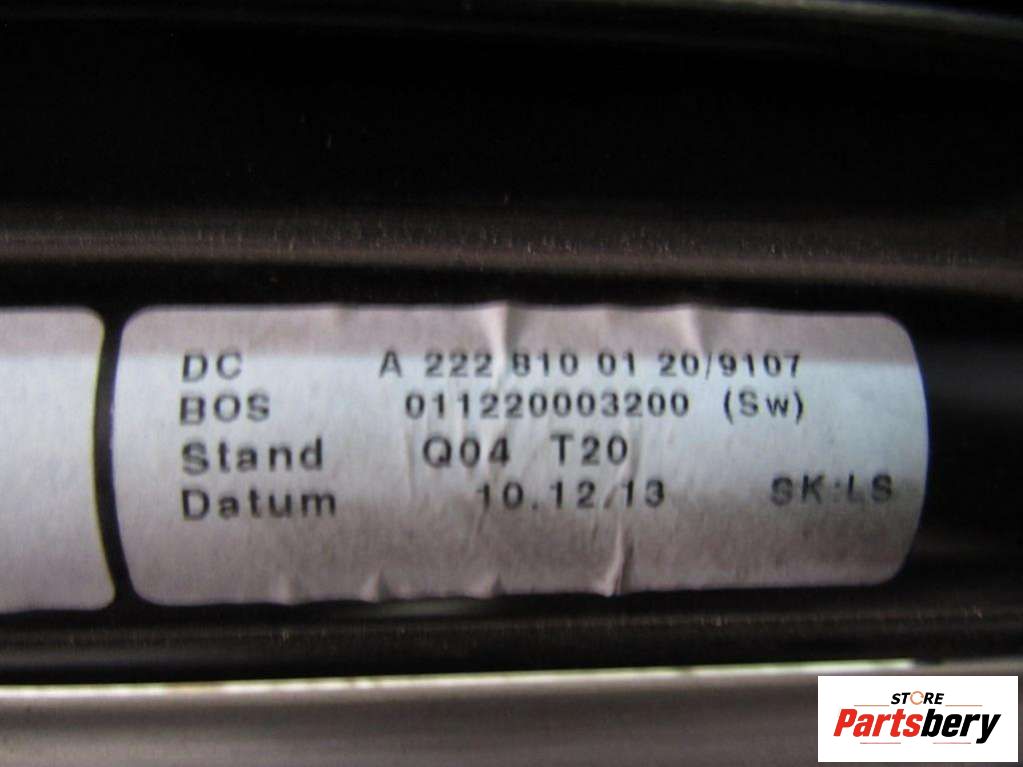 DC A 222 810 01 20/9107
BOS 011220003200 (Sw)
Stand Q04 T20
Datum 10.12.13 SK:LS
STORE
Partsbery